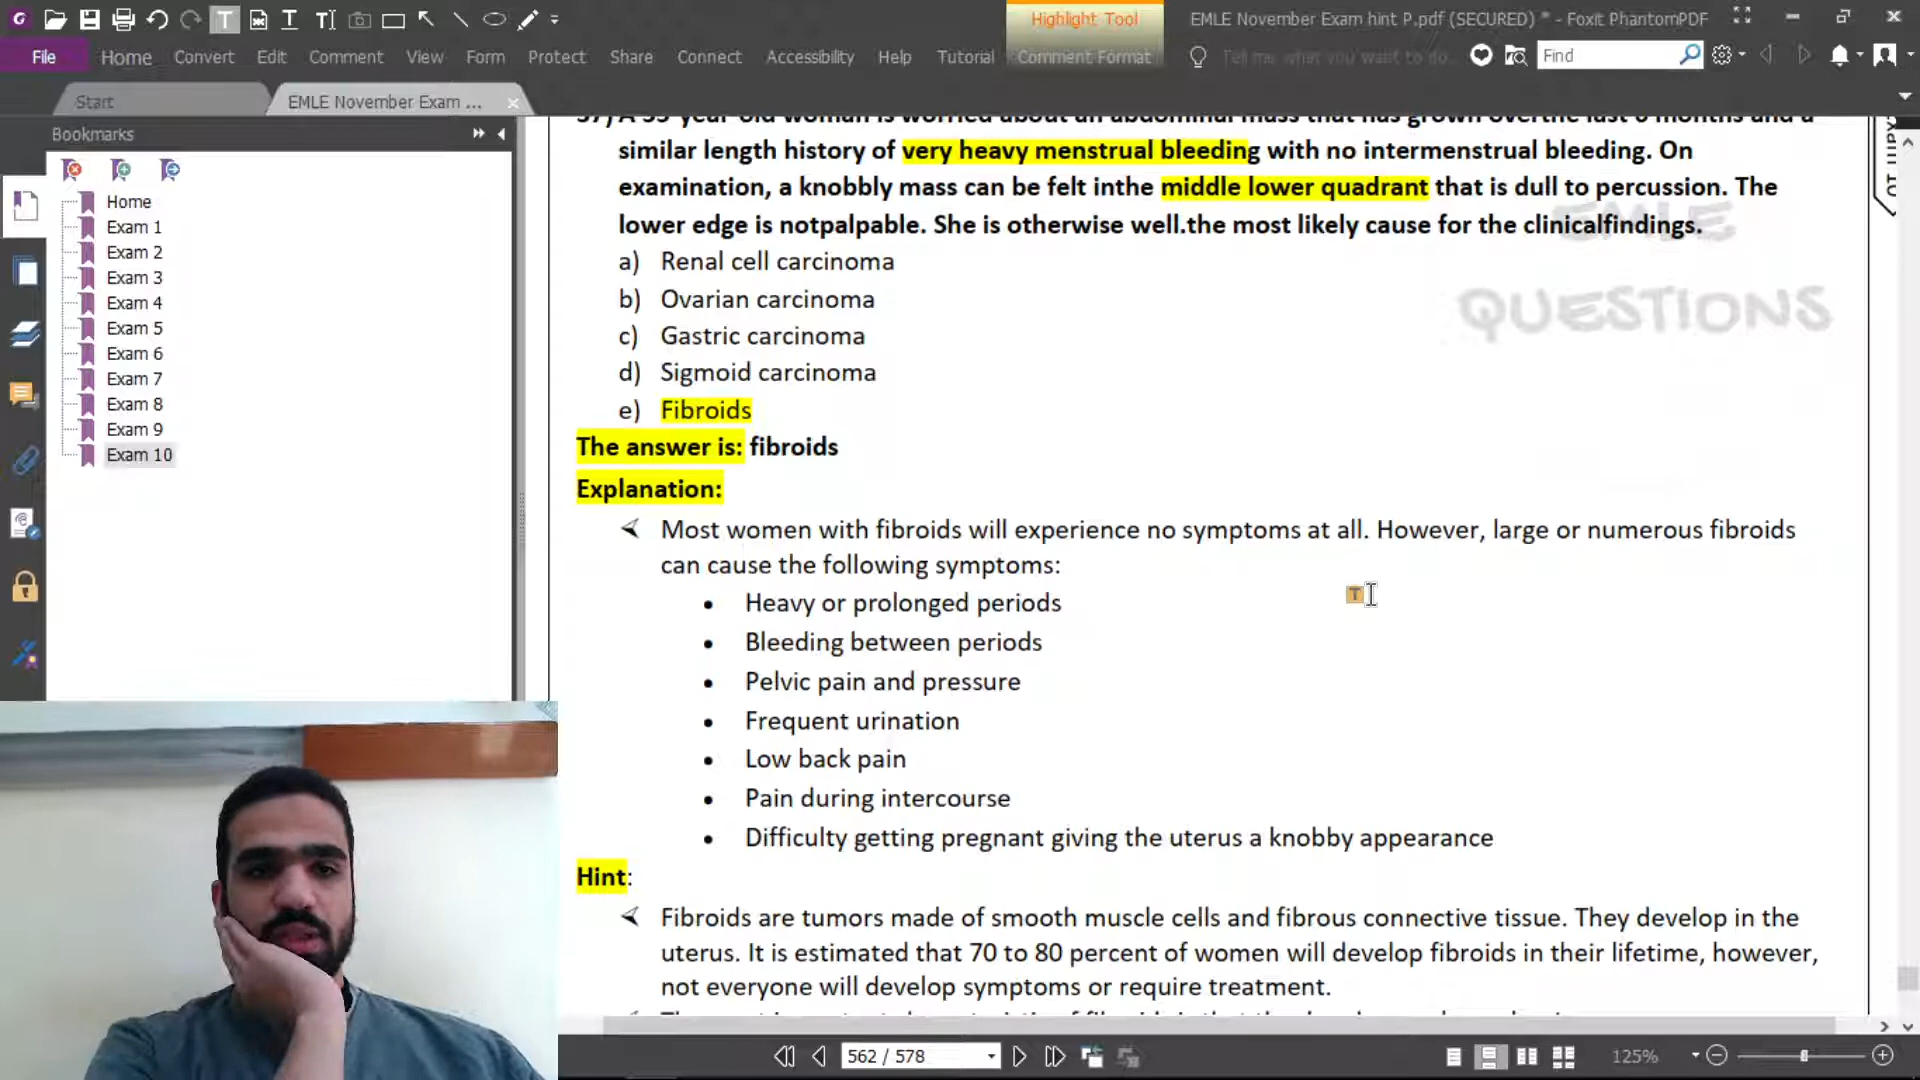 Highlight Tool
EMLE November Exam hint P.pdf (SECURED) * - Foxit PhantomPDF
File Home Convert Edit Comment View Form Protect Share Connect Accessibility Help Tutorial Comment Format Tell me what you want to do.. Find
Start EMLE November Exam ...
Bookmarks
Home
Exam 1
Exam 2
Exam 3
Exam 4
Exam 5
Exam 6
Exam 7
Exam 8
Exam 9
Exam 10
similar length history of very heavy menstrual bleeding with no intermenstrual bleeding. On
examination, a knobbly mass can be felt inthe middle lower quadrant that is dull to percussion. The
lower edge is notpalpable. She is otherwise well.the most likely cause for the clinicalfindings.
EMLE
QUESTIONS
a) Renal cell carcinoma
b) Ovarian carcinoma
c) Gastric carcinoma
d) Sigmoid carcinoma
e) Fibroids
The answer is: fibroids
Explanation:
Most women with fibroids will experience no symptoms at all. However, large or numerous fibroids
can cause the following symptoms:
• Heavy or prolonged periods
• Bleeding between periods
• Pelvic pain and pressure
• Frequent urination
• Low back pain
• Pain during intercourse
• Difficulty getting pregnant giving the uterus a knobby appearance
Hint:
Fibroids are tumors made of smooth muscle cells and fibrous connective tissue. They develop in the
uterus. It is estimated that 70 to 80 percent of women will develop fibroids in their lifetime, however,
not everyone will develop symptoms or require treatment.
562 / 578
125%